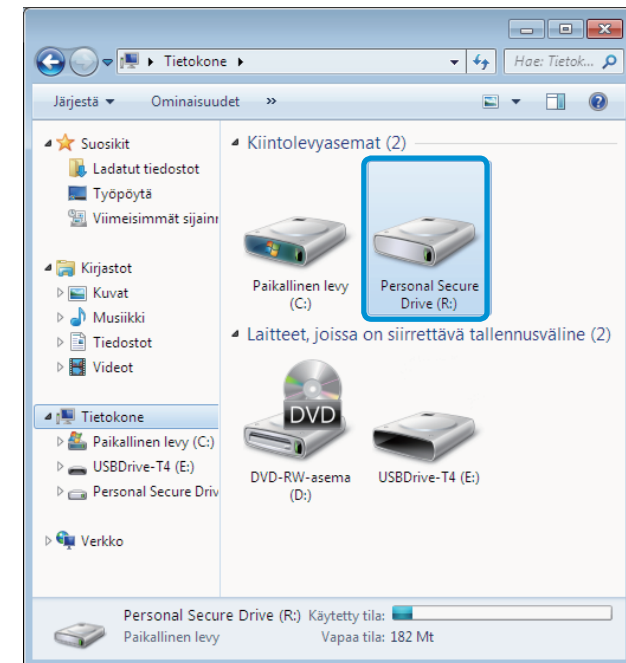 Tietokone
Hae: Tietok...
Järjestä
Ominaisuudet
»
Suosikit
Ladatut tiedostot
Työpöytä
Viimeisimmät sijainn
Kirjastot
Kuvat
Musiikki
Tiedostot
Videot
Tietokone
Paikallinen levy (C:)
USBDrive-T4 (E:)
Personal Secure Driv
Verkko
Kiintolevyasemat (2)
Paikallinen levy
(C:)
Personal Secure
Drive (R:)
Laitteet, joissa on siirrettävä tallennusväline (2)
DVD
DVD-RW-asema
(D:)
USBDrive-T4 (E:)
Personal Secure Drive (R:) Käytetty tila:
Paikallinen levy Vapaa tila: 182 Mt